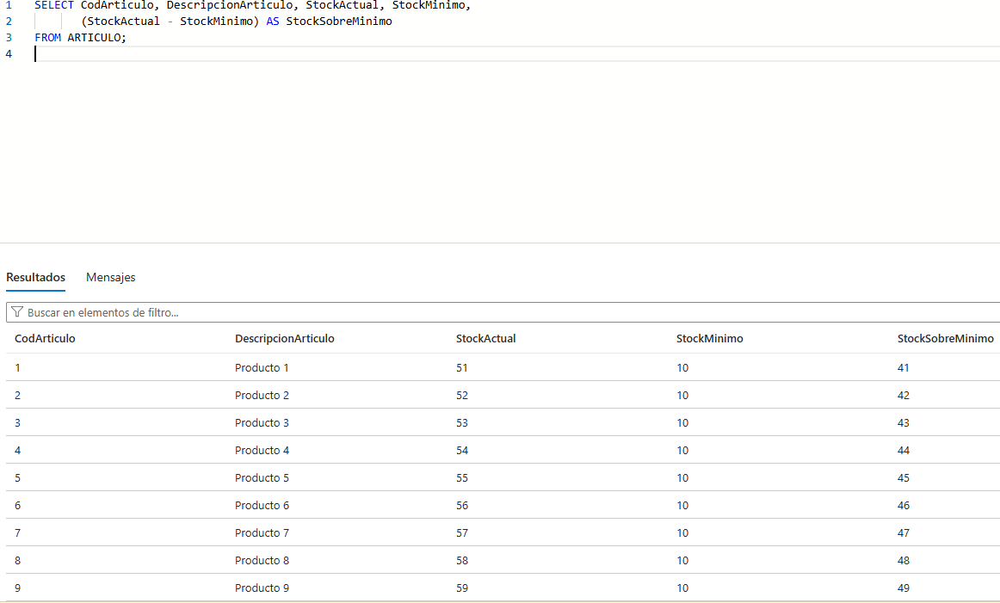 1 SELECT CodArticulo, DescripcionArticulo, StockActual, StockMinimo,
2 (StockActual - StockMinimo) AS StockSobreMinimo
3 FROM ARTICULO;
4
Resultados Mensajes
Buscar en elementos de filtro...
CodArticulo DescripcionArticulo StockActual StockMinimo StockSobreMinimo
1 Producto 1 51 10 41
2 Producto 2 52 10 42
3 Producto 3 53 10 43
4 Producto 4 54 10 44
5 Producto 5 55 10 45
6 Producto 6 56 10 46
7 Producto 7 57 10 47
8 Producto 8 58 10 48
9 Producto 9 59 10 49